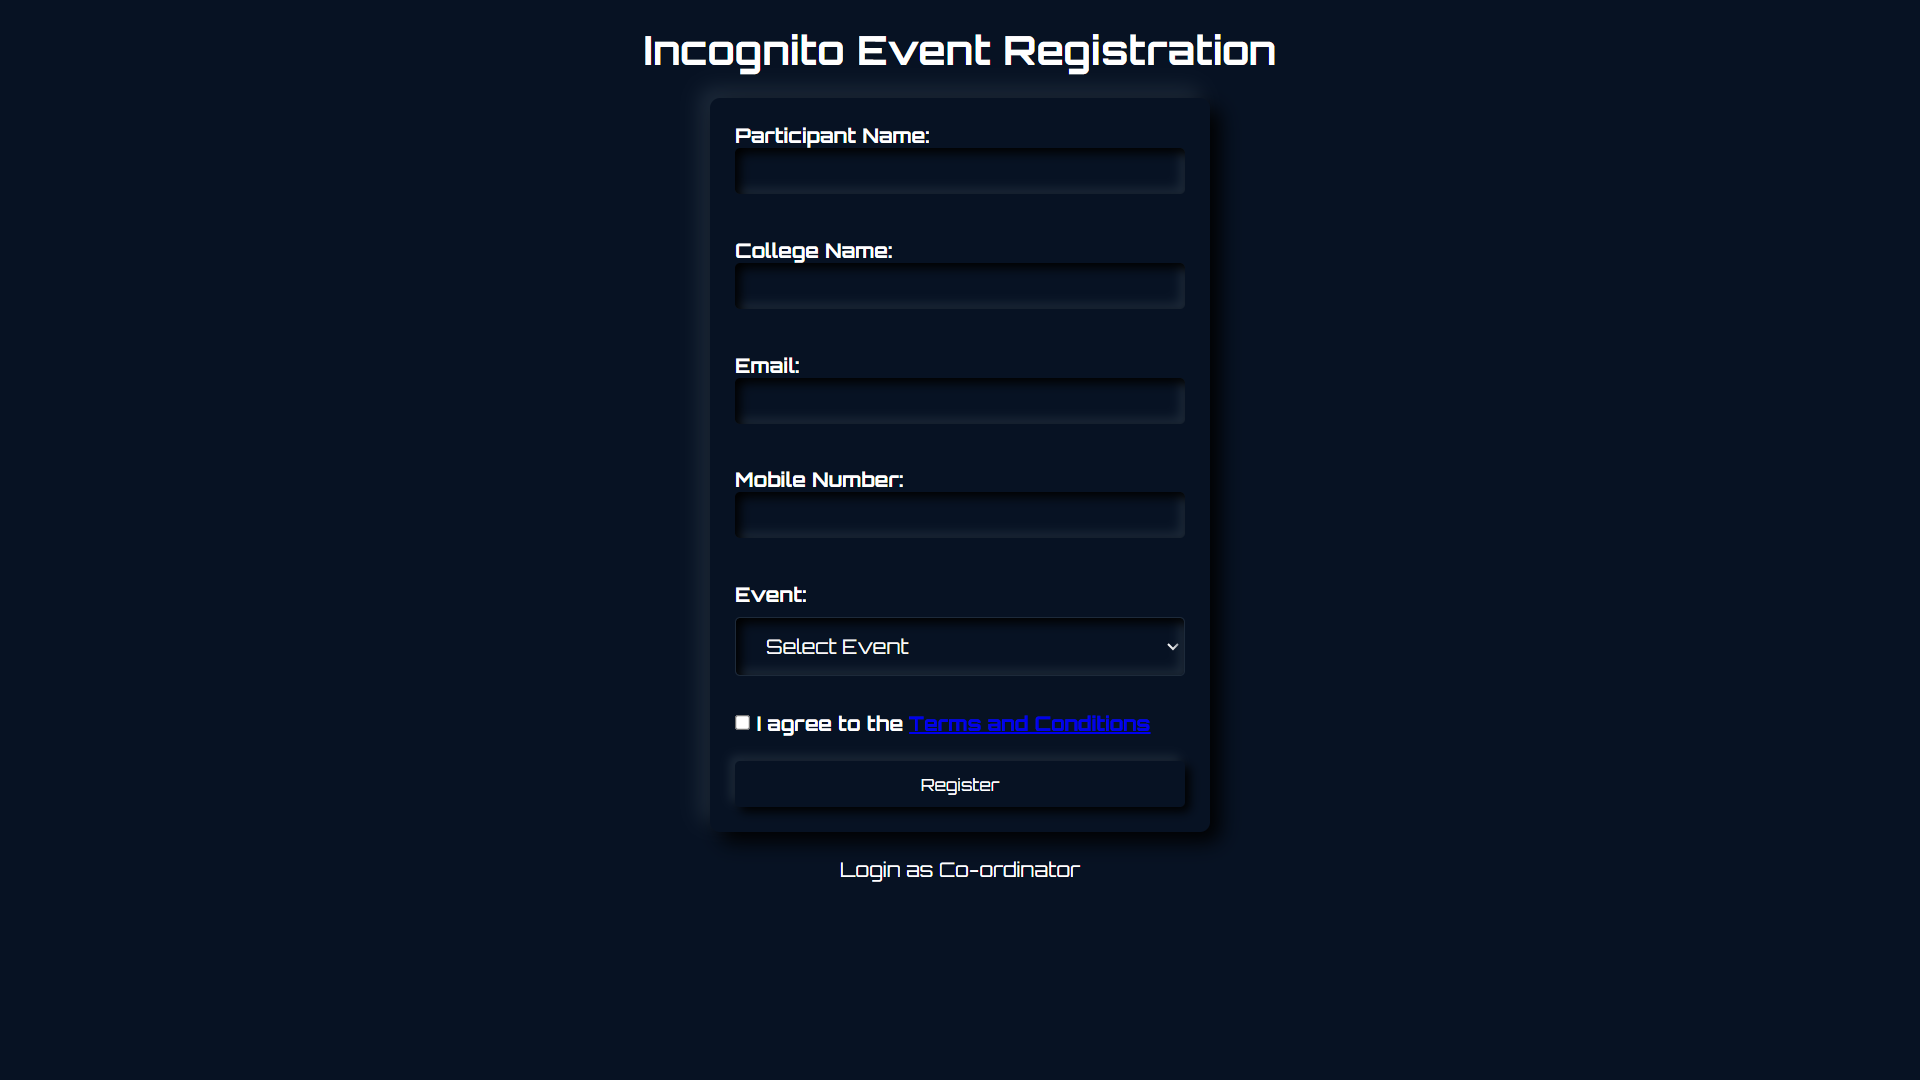 Incognito Event Registration
Participant Name:
College Name:
Email:
Mobile Number:
Event:
Select Event
I agree to the Terms and Conditions
Register
Login as Co-ordinator